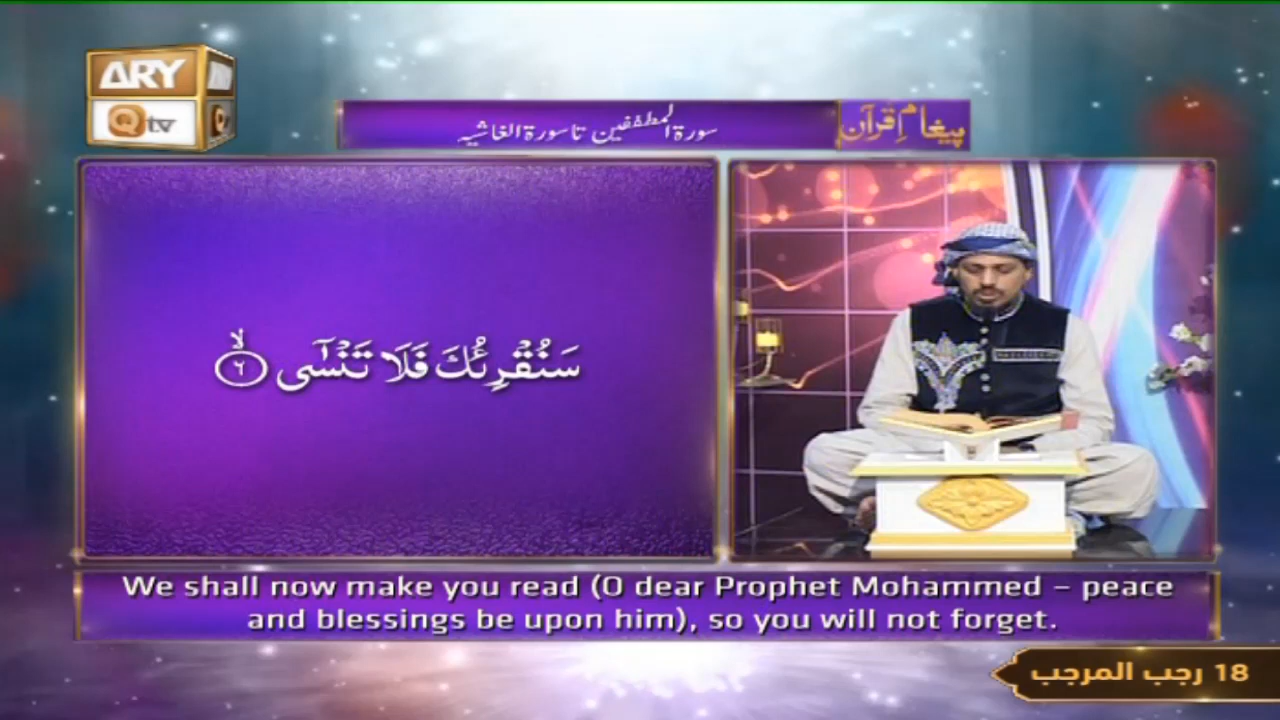 ARY
Qtv
پیغامِ قرآن
سورۃ المطففین تا سورۃ الغاشیہ
سَنُقْرِئُكَ فَلَا تَنْسٰۤى ۙ ۶
We shall now make you read (O dear Prophet Mohammed – peace
and blessings be upon him), so you will not forget.
18 رجب المرجب